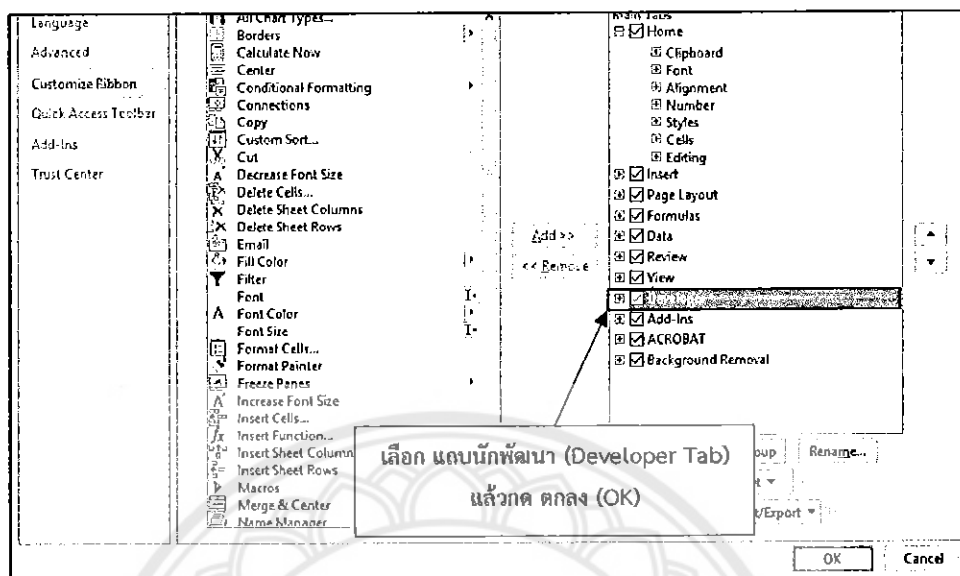 Language
Advanced
Customize Ribbon
Quick Access Toolbar
Add-Ins
Trust Center
All Chart Types...
Borders
Calculate Now
Center
Conditional Formatting
Connections
Copy
Custom Sort...
Cut
Decrease Font Size
Delete Cells...
Delete Sheet Columns
Delete Sheet Rows
Email
Fill Color
Filter
Font
Font Color
Font Size
Format Cells...
Format Painter
Freeze Panes
Increase Font Size
Insert Cells...
Insert Function...
Insert Sheet Column
Insert Sheet Rows
Macros
Merge & Center
Name Manager
Add >>
<< Remove
Main Tabs
Home
Clipboard
Font
Alignment
Number
Styles
Cells
Editing
Insert
Page Layout
Formulas
Data
Review
View
Add-Ins
ACROBAT
Background Removal
เลือก แถบนักพัฒนา (Developer Tab)
แล้วกด ตกลง (OK)
oup
Rename...
t/Export
OK
Cancel